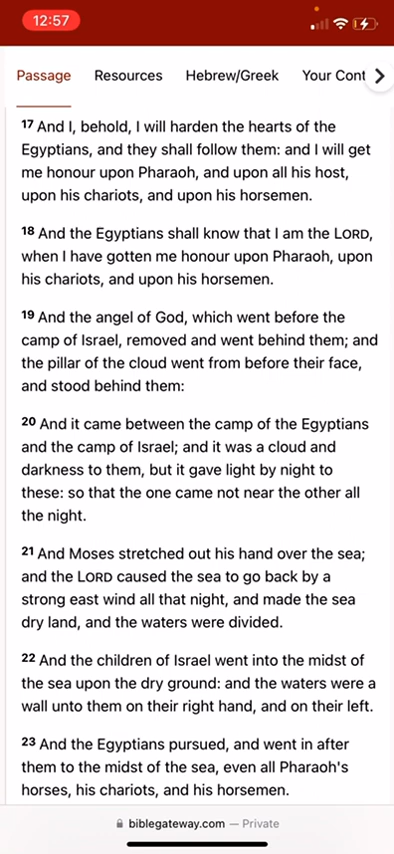 12:57
Passage Resources Hebrew/Greek Your Cont
17 And I, behold, I will harden the hearts of the
Egyptians, and they shall follow them: and I will get
me honour upon Pharaoh, and upon all his host,
upon his chariots, and upon his horsemen.
18 And the Egyptians shall know that I am the LORD,
when I have gotten me honour upon Pharaoh, upon
his chariots, and upon his horsemen.
19 And the angel of God, which went before the
camp of Israel, removed and went behind them; and
the pillar of the cloud went from before their face,
and stood behind them:
20 And it came between the camp of the Egyptians
and the camp of Israel; and it was a cloud and
darkness to them, but it gave light by night to
these: so that the one came not near the other all
the night.
21 And Moses stretched out his hand over the sea;
and the LORD caused the sea to go back by a
strong east wind all that night, and made the sea
dry land, and the waters were divided.
22 And the children of Israel went into the midst of
the sea upon the dry ground: and the waters were a
wall unto them on their right hand, and on their left.
23 And the Egyptians pursued, and went in after
them to the midst of the sea, even all Pharaoh's
horses, his chariots, and his horsemen.
biblegateway.com — Private